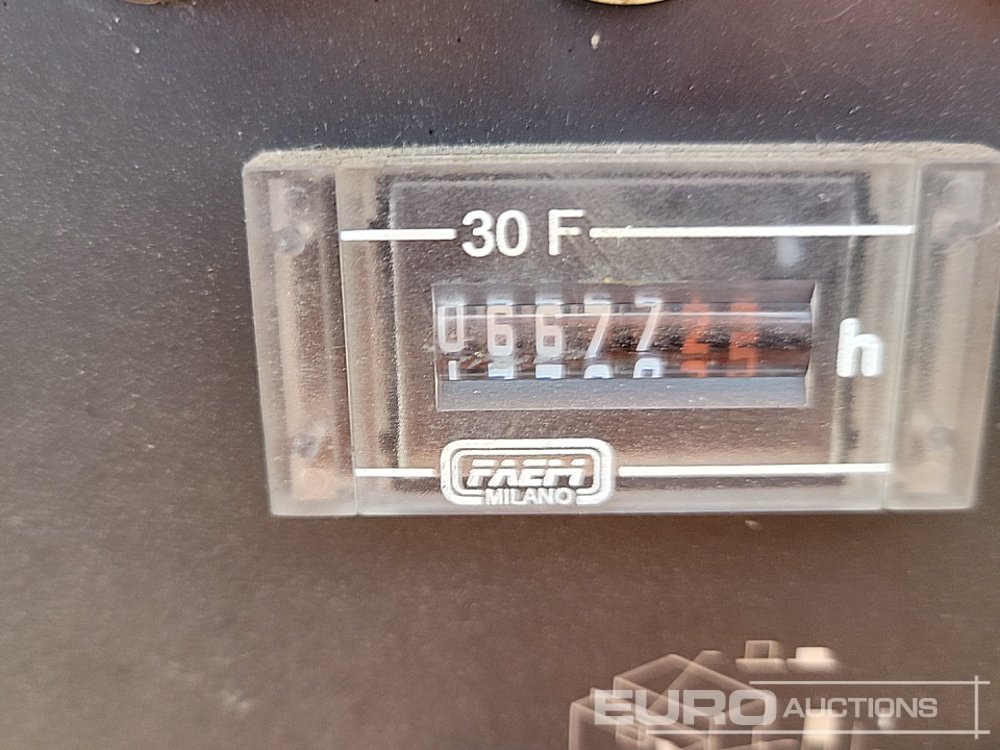 30 F
06677
h
FAEM
MILANO
EURO AUCTIONS